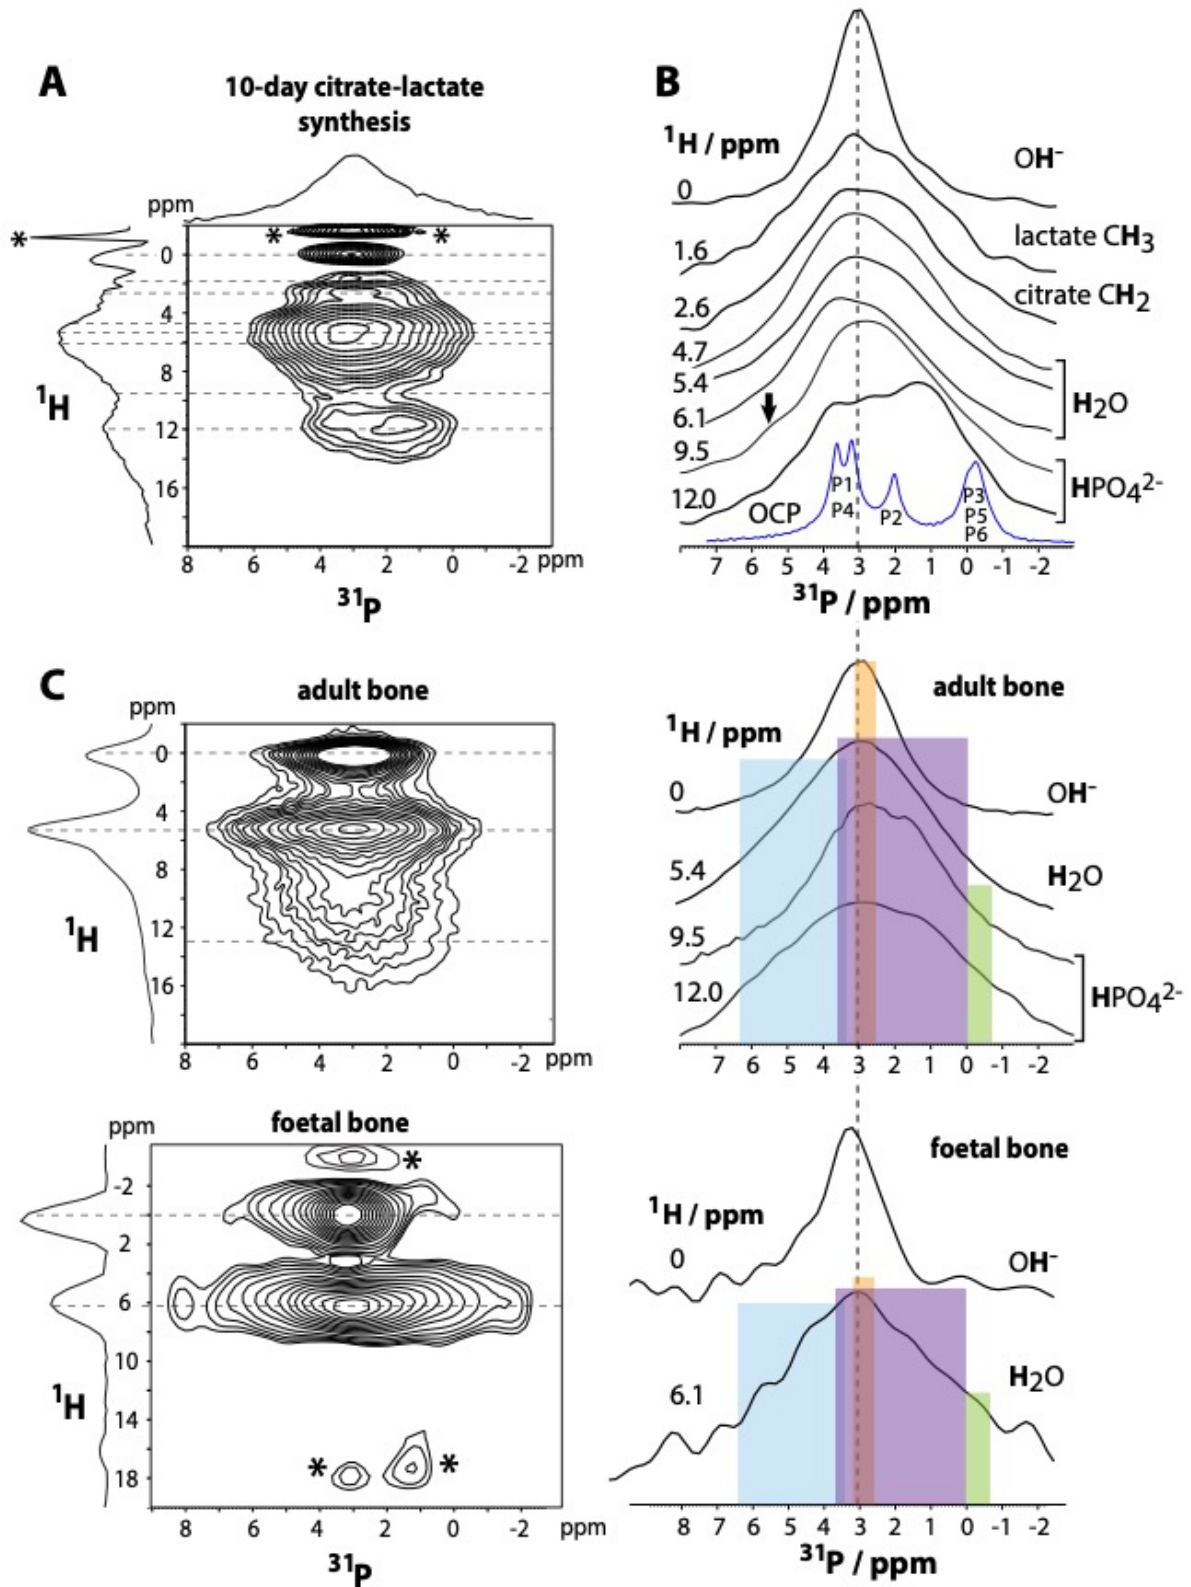 A
10-day citrate-lactate
synthesis
ppm
*
*
*
0
4
8
12
16
¹H
8 6 4 2 0 -2 ppm
³¹P
B
¹H / ppm
0
OH⁻
1.6
lactate CH₃
2.6
citrate CH₂
4.7
5.4
6.1
H₂O
9.5
12.0
HPO₄²⁻
OCP
P1
P4
P2
P3
P5
P6
7 6 5 4 3 2 1 0 -1 -2
³¹P / ppm
C
adult bone
ppm
0
4
8
12
16
¹H
8 6 4 2 0 -2 ppm
adult bone
¹H / ppm
0
OH⁻
5.4
H₂O
9.5
12.0
HPO₄²⁻
7 6 5 4 3 2 1 0 -1 -2
foetal bone
ppm
*
-2
2
6
10
14
18
¹H
*
*
8 6 4 2 0 -2 ppm
³¹P
foetal bone
¹H / ppm
0
OH⁻
6.1
H₂O
8 7 6 5 4 3 2 1 0 -1 -2
³¹P / ppm